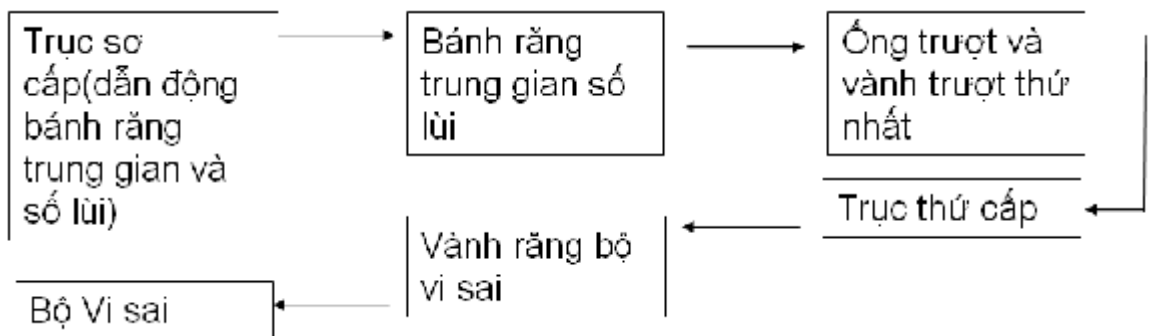 Trục sơ
cấp(dẫn động
bánh răng
trung gian và
số lùi)
Bánh răng
trung gian số
lùi
Ống trượt và
vành trượt thứ
nhất
Trục thứ cấp
Vành răng bộ
vi sai
Bộ Vi sai